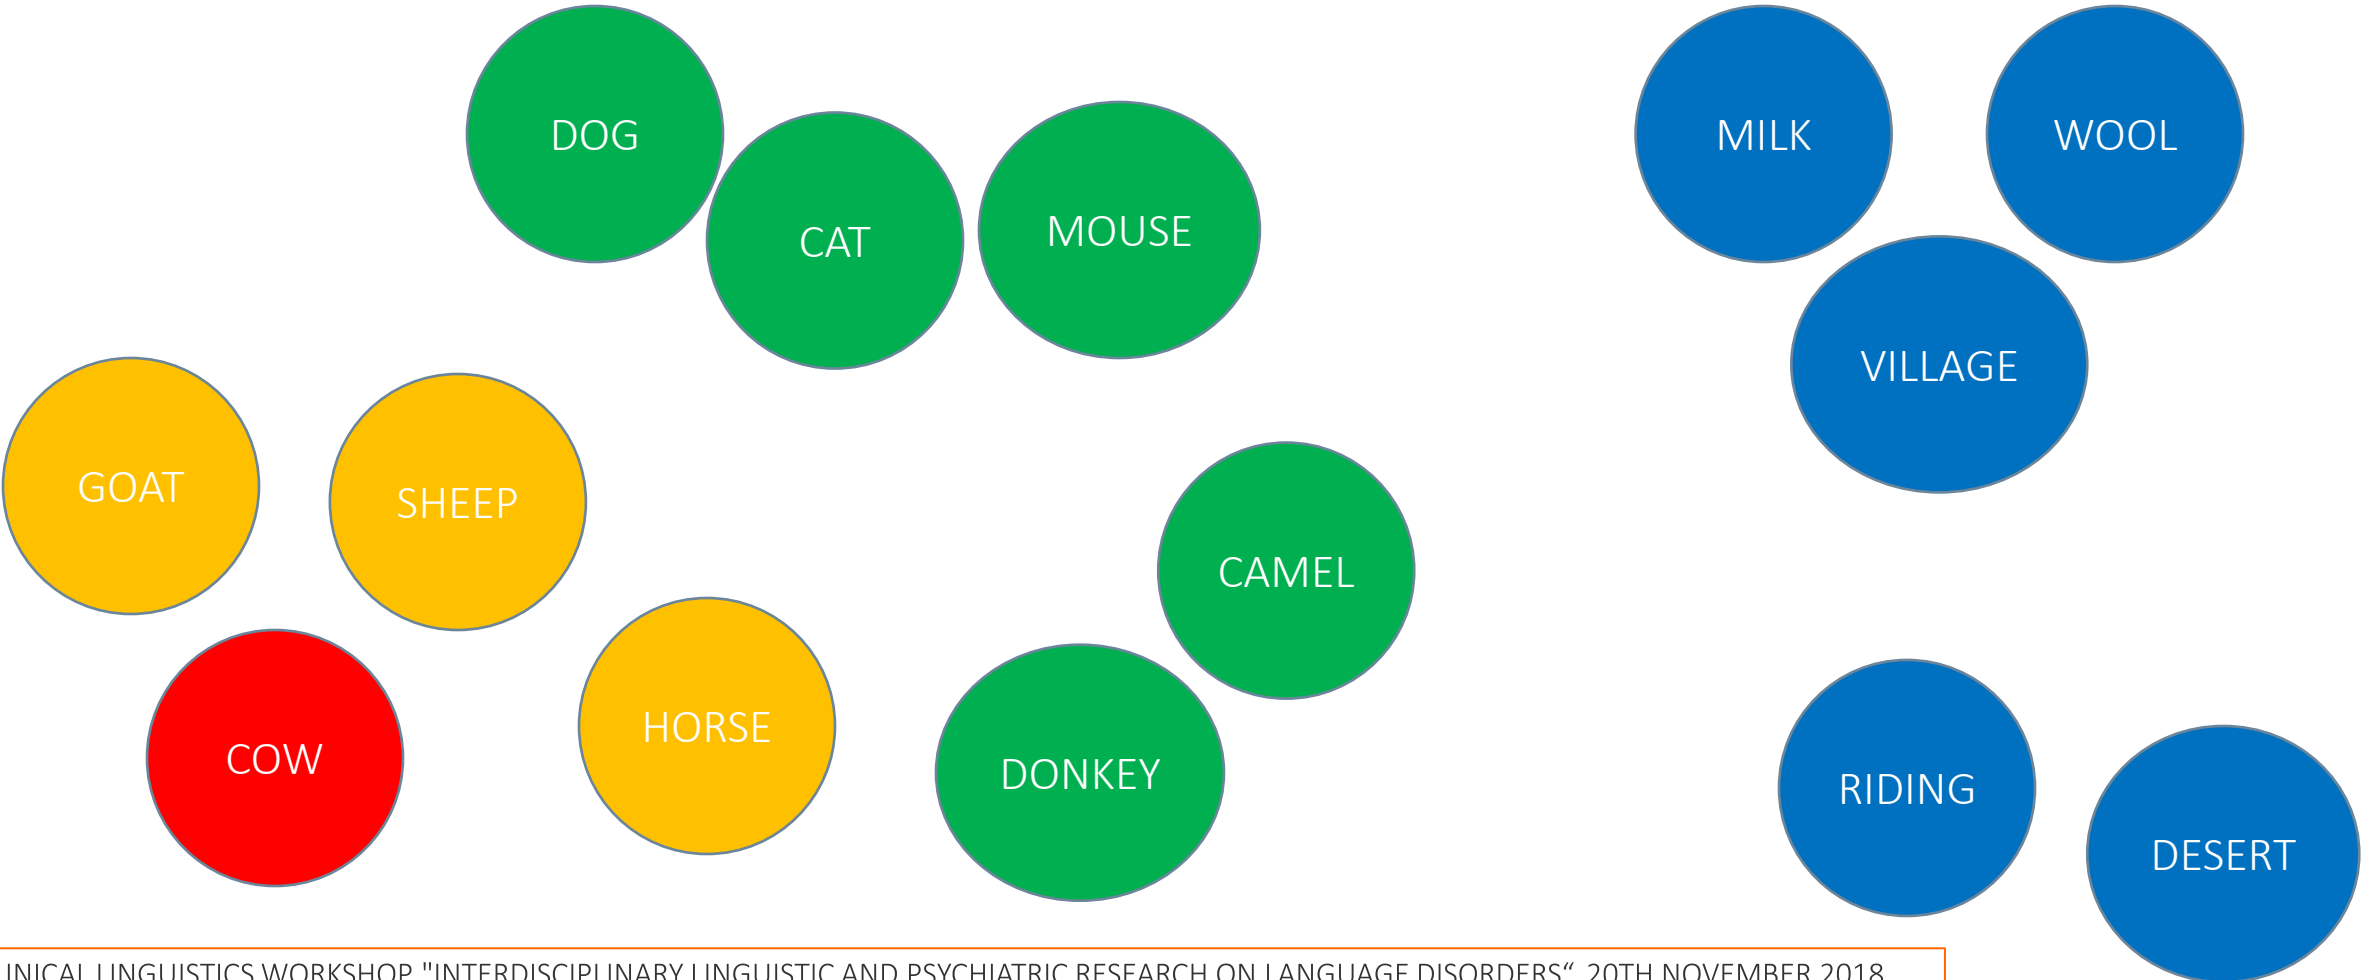 DOG
CAT
MOUSE
MILK
WOOL
VILLAGE
GOAT
SHEEP
CAMEL
COW
HORSE
DONKEY
RIDING
DESERT
INICAL LINGUISTICS WORKSHOP "INTERDISCIPLINARY LINGUISTIC AND PSYCHIATRIC RESEARCH ON LANGUAGE DISORDERS“ 20TH NOVEMBER 2018